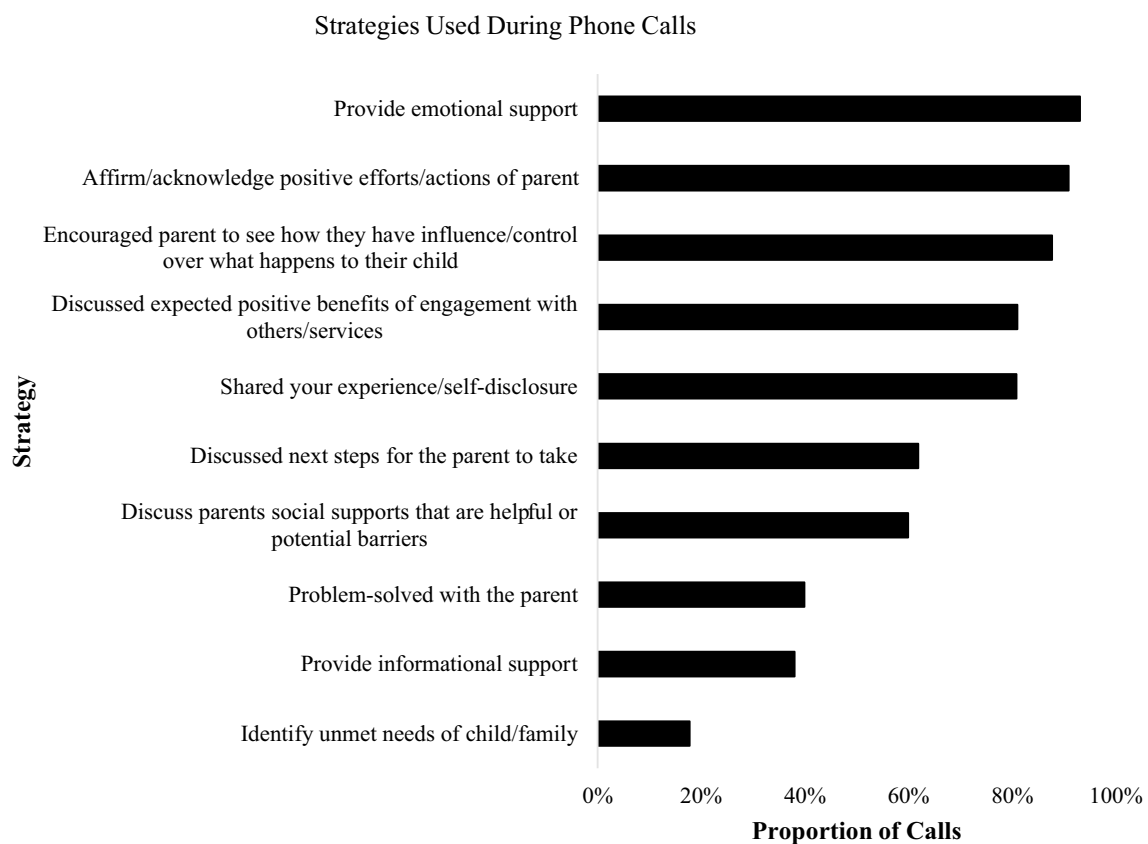 Strategies Used During Phone Calls
Provide emotional support
Affirm/acknowledge positive efforts/actions of parent
Encouraged parent to see how they have influence/control
over what happens to their child
Discussed expected positive benefits of engagement with
others/services
Shared your experience/self-disclosure
Discussed next steps for the parent to take
Discuss parents social supports that are helpful or
potential barriers
Problem-solved with the parent
Provide informational support
Identify unmet needs of child/family
Strategy
0% 20% 40% 60% 80% 100%
Proportion of Calls